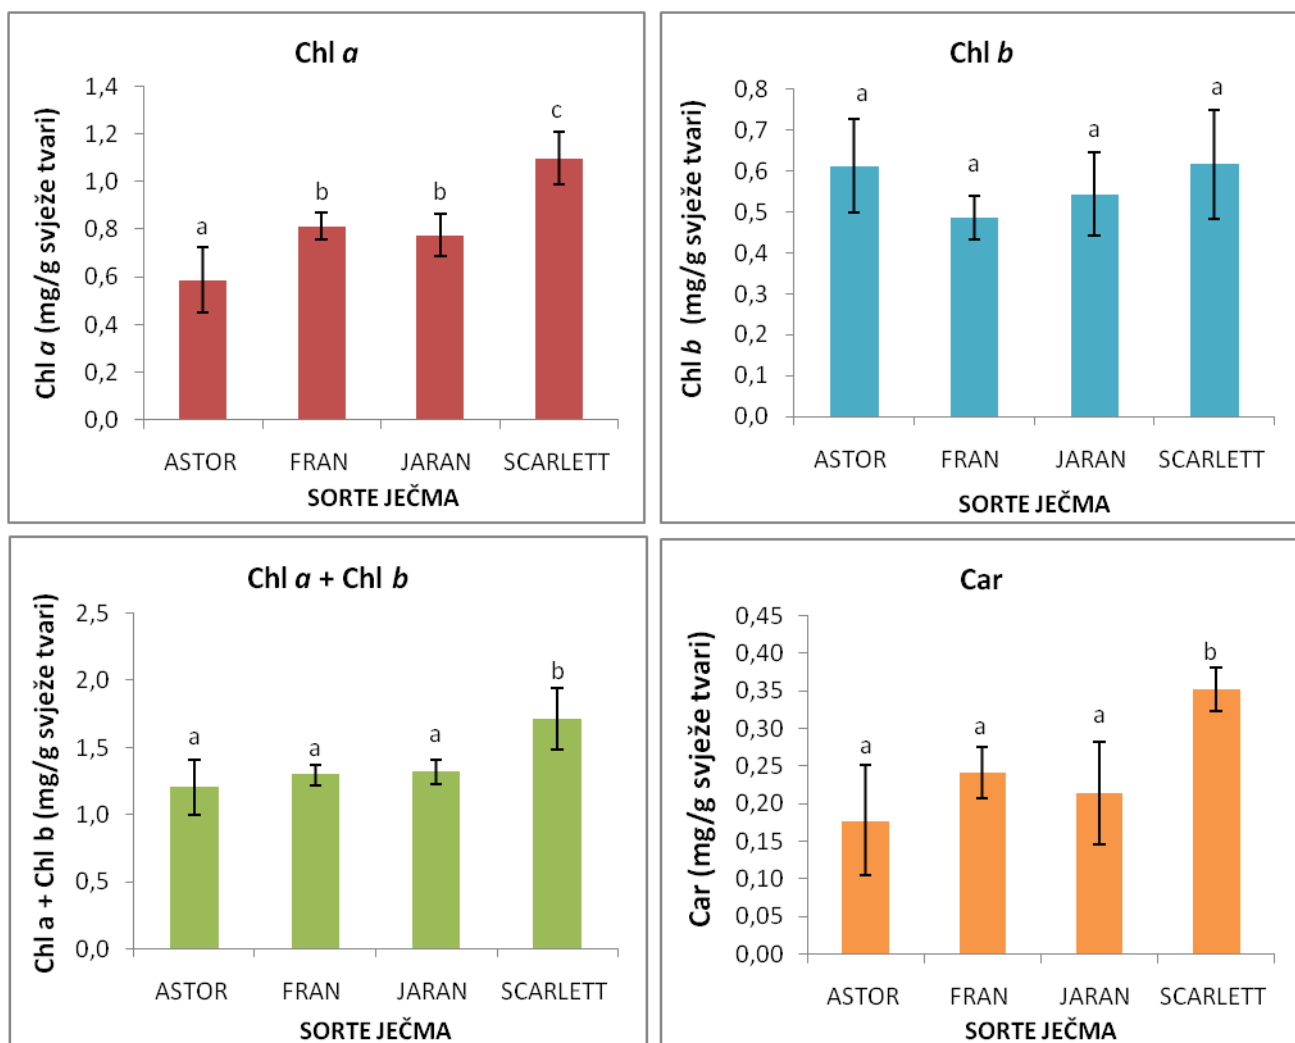 Chl a
Chl a (mg/g svježe tvari)
1,4
1,2
1,0
0,8
0,6
0,4
0,2
0,0
a
b
b
c
ASTOR FRAN JARAN SCARLETT
SORTE JEČMA
Chl b
Chl b (mg/g svježe tvari)
0,8
0,7
0,6
0,5
0,4
0,3
0,2
0,1
0,0
a
a
a
a
ASTOR FRAN JARAN SCARLETT
SORTE JEČMA
Chl a + Chl b
Chl a + Chl b (mg/g svježe tvari)
2,5
2,0
1,5
1,0
0,5
0,0
a
a
a
b
ASTOR FRAN JARAN SCARLETT
SORTE JEČMA
Car
Car (mg/g svježe tvari)
0,45
0,40
0,35
0,30
0,25
0,20
0,15
0,10
0,05
0,00
a
a
a
b
ASTOR FRAN JARAN SCARLETT
SORTE JEČMA